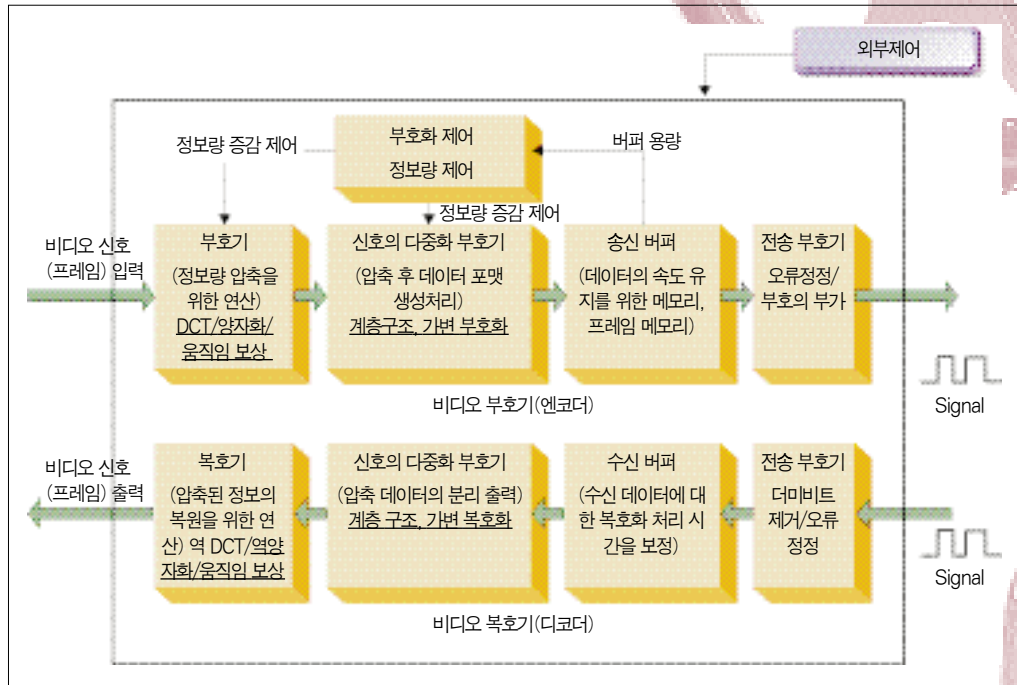 외부제어
부호화 제어
정보량 제어
정보량 증감 제어
버퍼 용량
정보량 증감 제어
비디오 신호
(프레임) 입력
부호기
(정보량 압축을
위한 연산)
DCT/양자화/
움직임 보상
신호의 다중화 부호기
(압축 후 데이터 포맷
생성처리)
계층구조, 가변 부호화
송신 버퍼
(데이터의 속도 유
지를 위한 메모리,
프레임 메모리)
전송 부호기
오류정정/
부호의 부가
Signal
비디오 부호기(엔코더)
비디오 신호
(프레임) 출력
복호기
(압축된 정보의
복원을 위한 연
산) 역 DCT/역양
자화/움직임 보상
신호의 다중화 부호기
(압축 데이터의 분리 출력)
계층 구조, 가변 복호화
수신 버퍼
(수신 데이터에 대
한 복호화 처리 시
간을 보정)
전송 부호기
더미비트
제거/오류
정정
Signal
비디오 복호기(디코더)